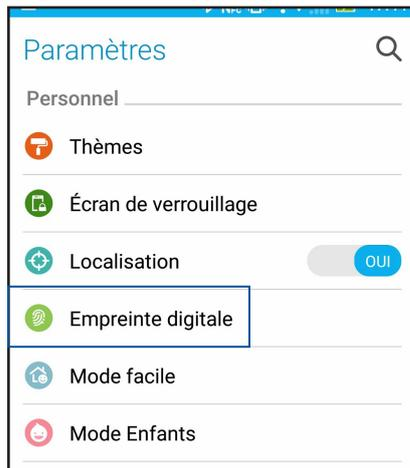 Paramètres
Personnel
Thèmes
Écran de verrouillage
Localisation OUI
Empreinte digitale
Mode facile
Mode Enfants